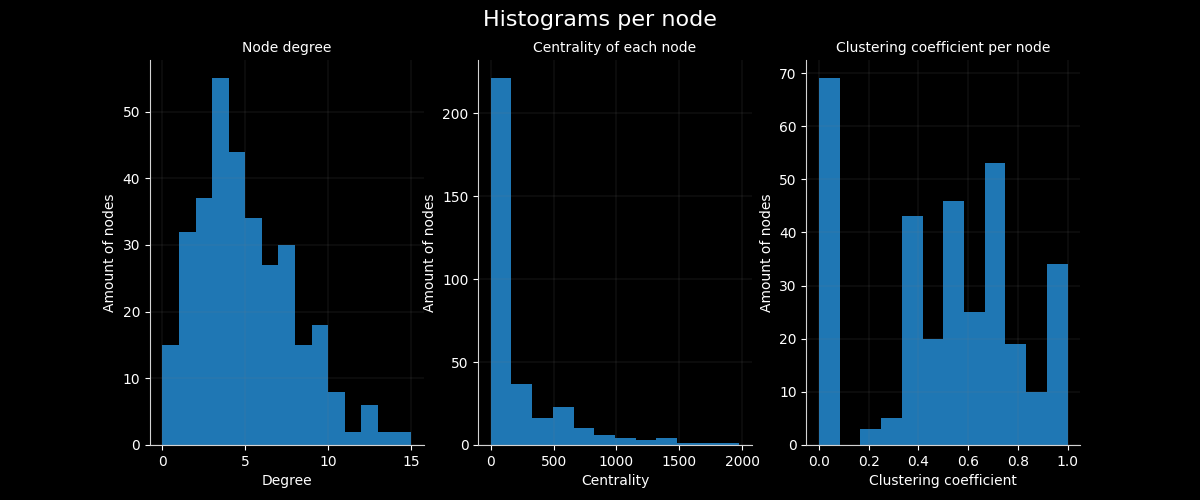 Histograms per node
Node degree
Amount of nodes
50
40
30
20
10
0
0 5 10 15
Degree
Centrality of each node
Amount of nodes
200
150
100
50
0
0 500 1000 1500 2000
Centrality
Clustering coefficient per node
Amount of nodes
70
60
50
40
30
20
10
0
0.0 0.2 0.4 0.6 0.8 1.0
Clustering coefficient